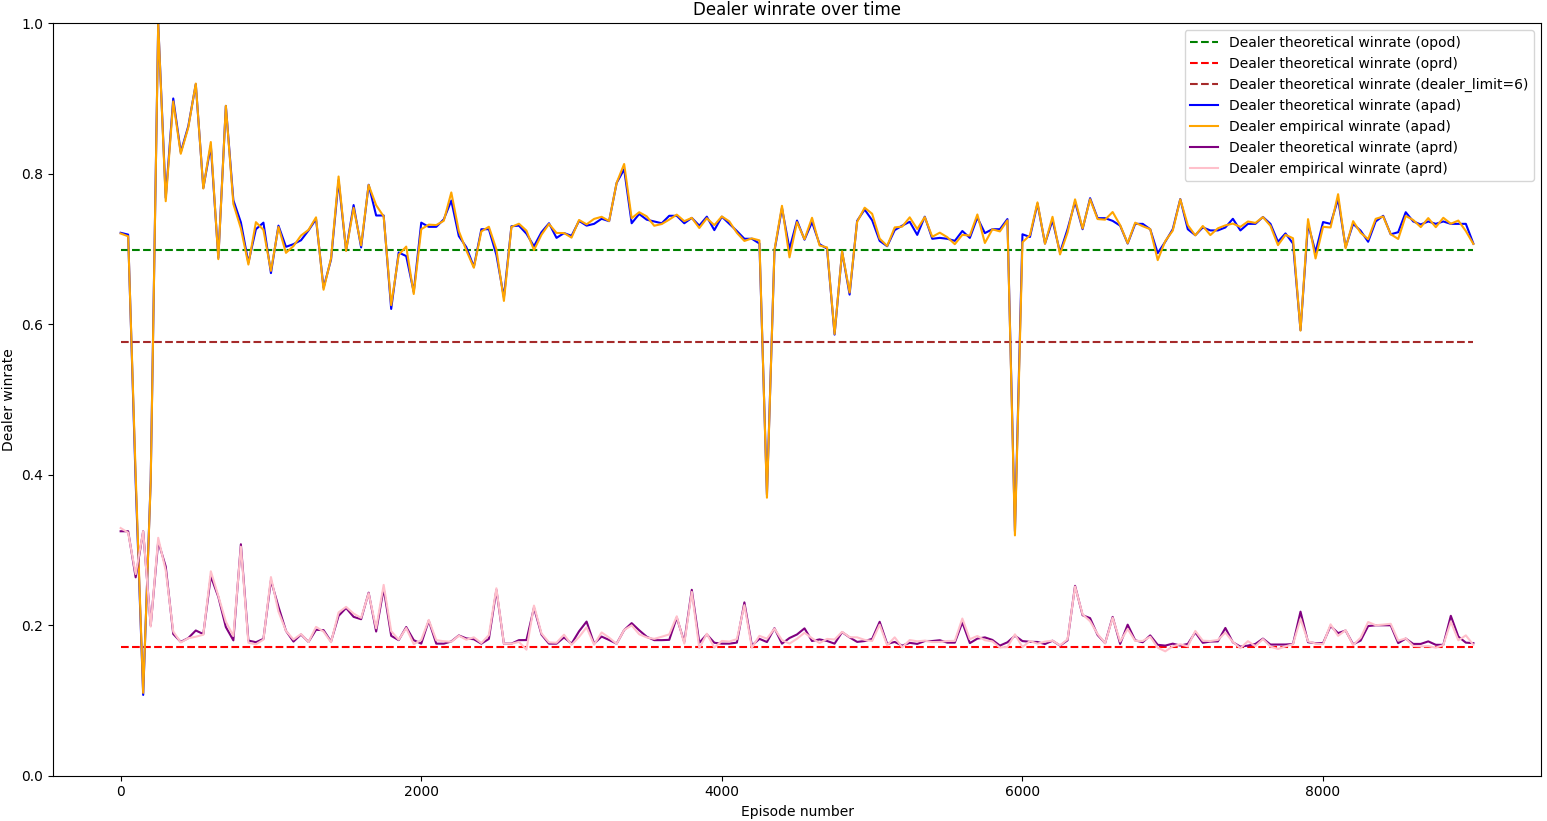 Dealer winrate over time
Dealer winrate
1.0
0.8
0.6
0.4
0.2
0.0
Dealer theoretical winrate (opod)
Dealer theoretical winrate (oprd)
Dealer theoretical winrate (dealer_limit=6)
Dealer theoretical winrate (apad)
Dealer empirical winrate (apad)
Dealer theoretical winrate (aprd)
Dealer empirical winrate (aprd)
0 2000 4000 6000 8000
Episode number